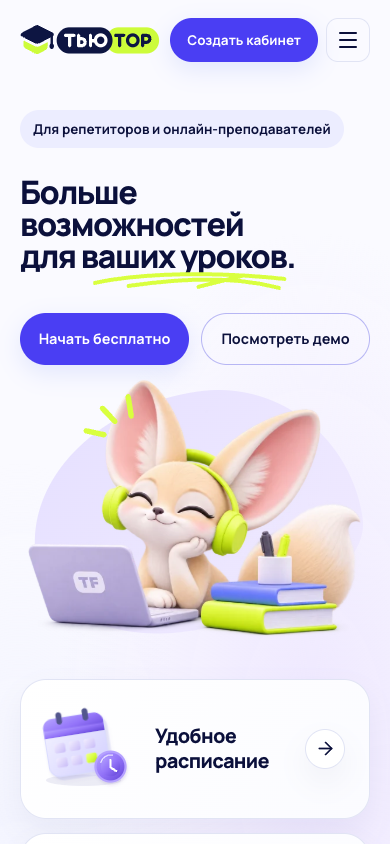 ТЬЮТОР
Создать кабинет
Для репетиторов и онлайн-преподавателей
Больше
возможностей
для ваших уроков.
Начать бесплатно
Посмотреть демо
TF
Удобное
расписание